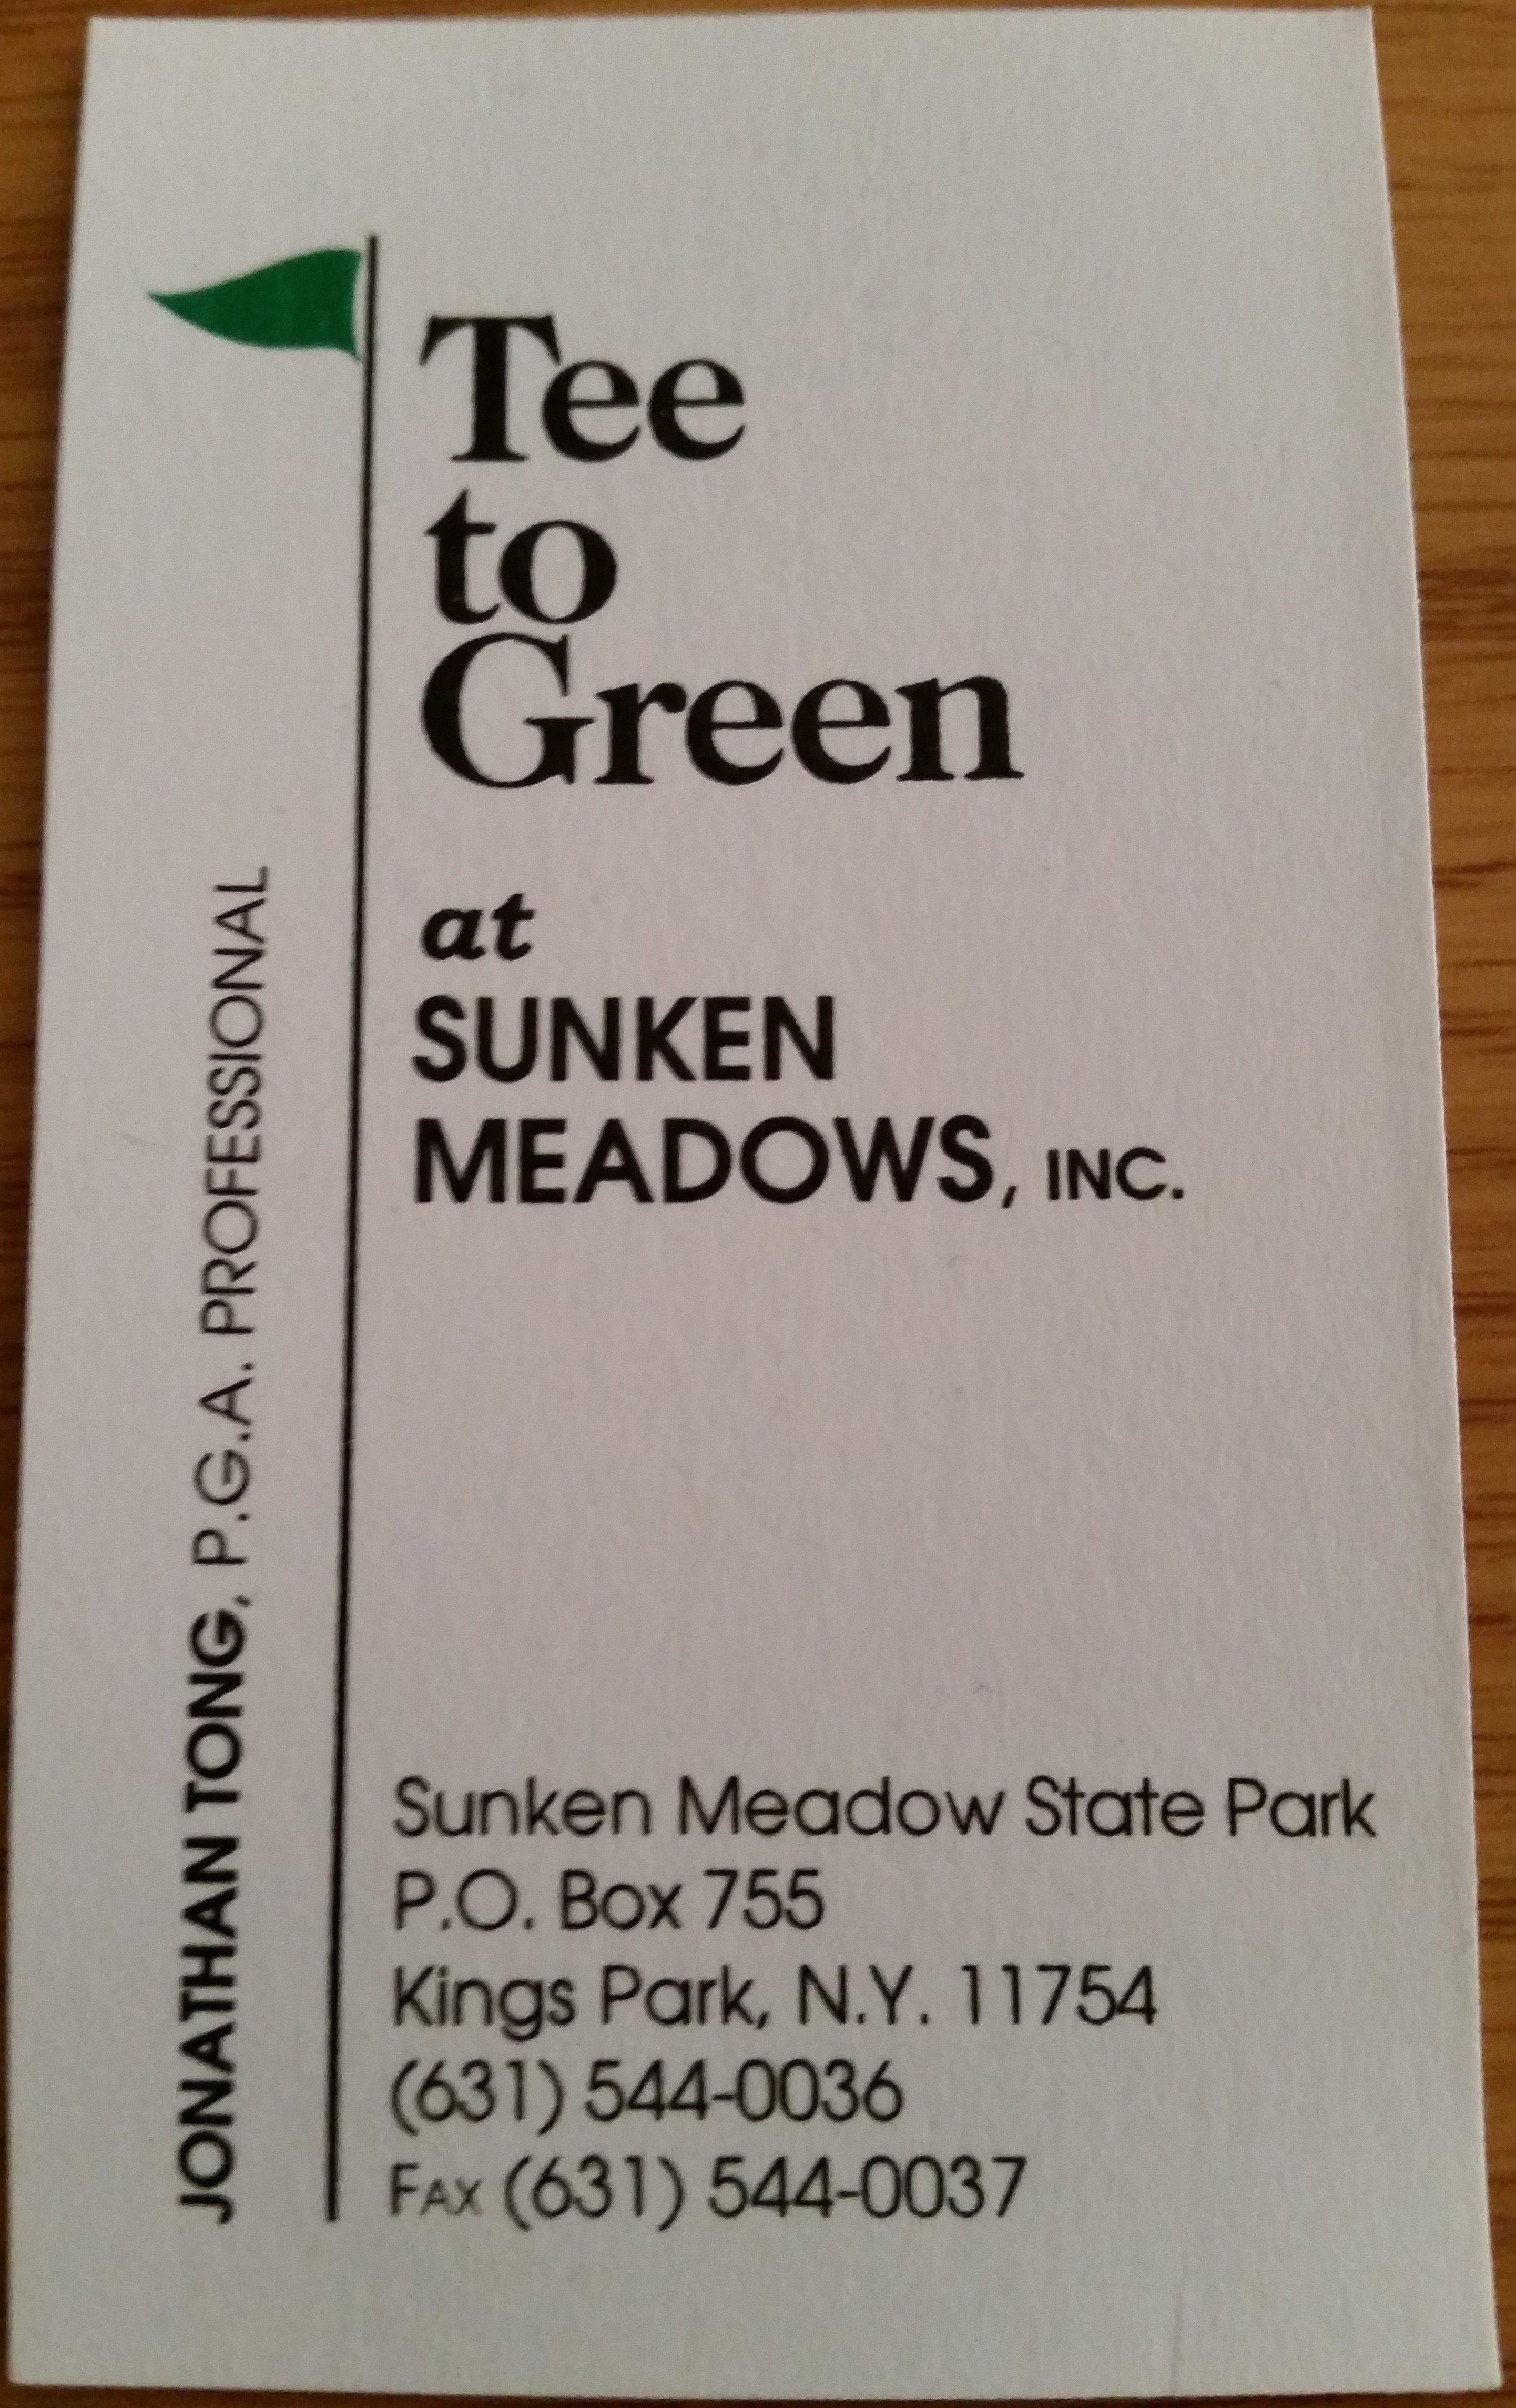 Tee
to
Green
at
SUNKEN
MEADOWS, INC.
JONATHAN TONG, P.G.A. PROFESSIONAL
Sunken Meadow State Park
P.O. Box 755
Kings Park, N.Y. 11754
(631) 544-0036
FAX (631) 544-0037